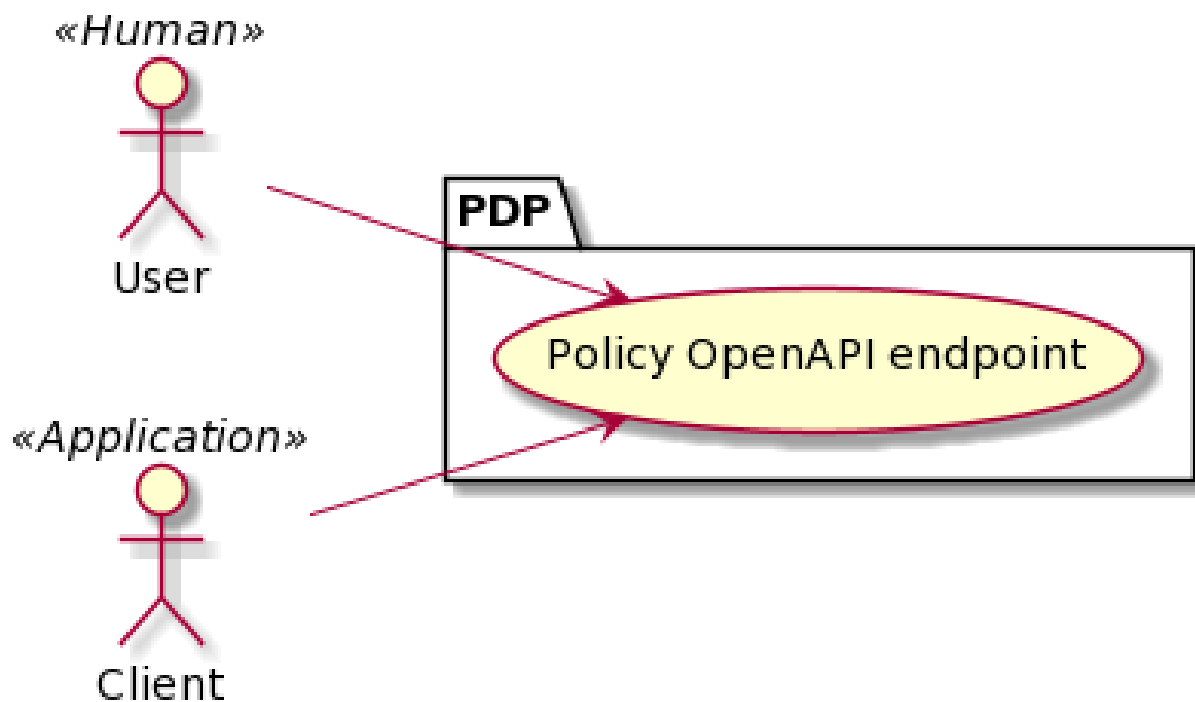 «Human»
User
PDP
Policy OpenAPI endpoint
«Application»
Client